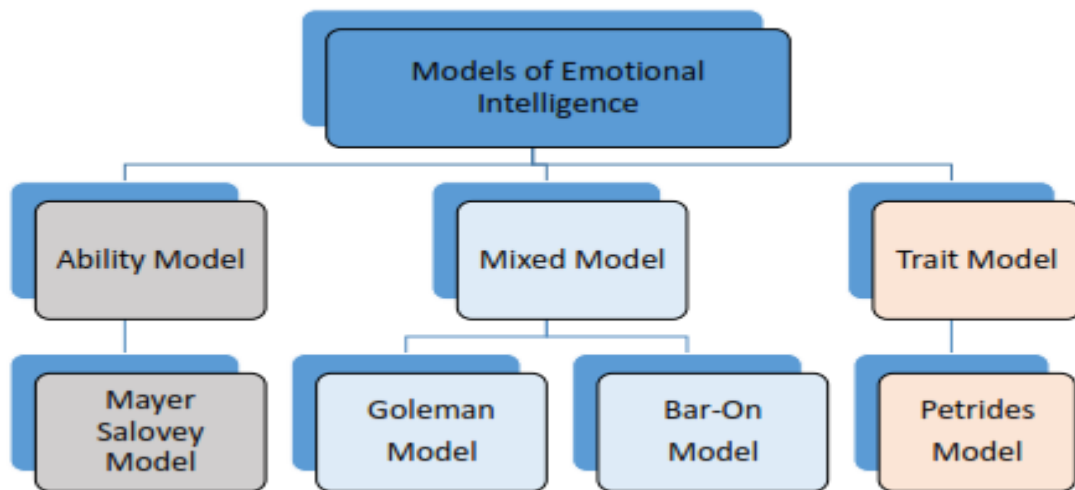 Models of Emotional
Intelligence
Ability Model
Mixed Model
Trait Model
Mayer
Salovey
Model
Goleman
Model
Bar-On
Model
Petrides
Model